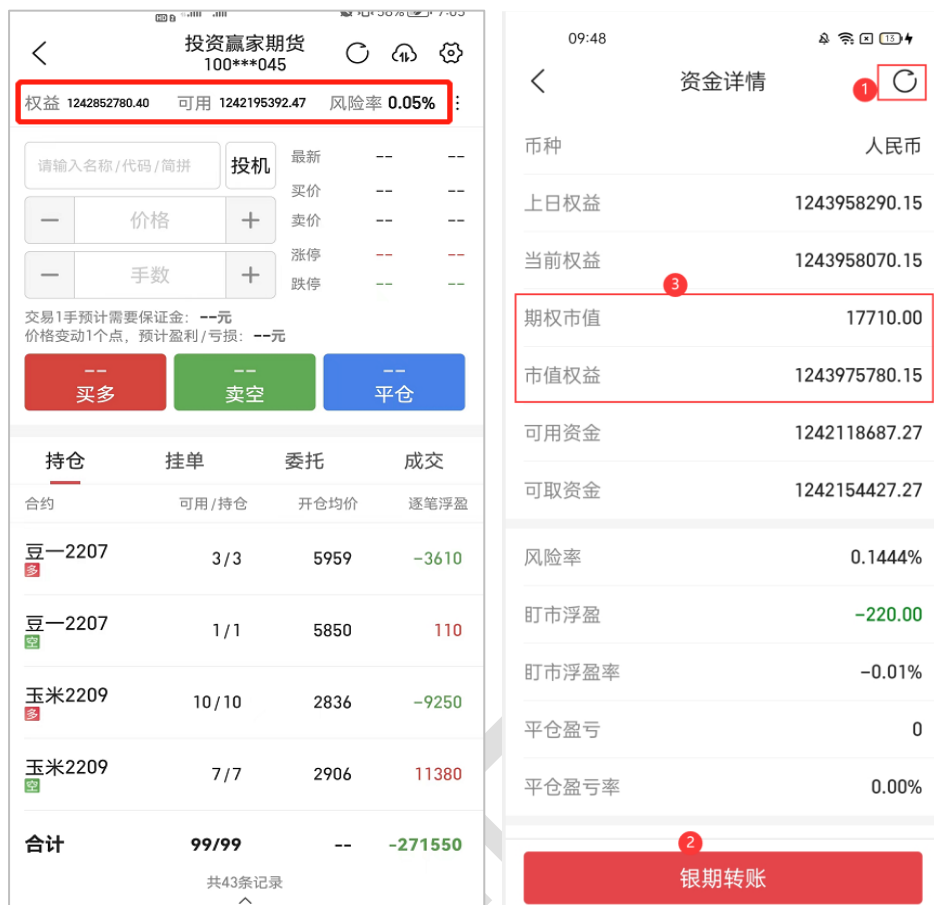 投资赢家期货
100***045
权益 1242852780.40 可用 1242195392.47 风险率 0.05%
请输入名称/代码/简拼 投机
最新 -- --
买价 -- --
价格
卖价 -- --
涨停 -- --
手数
跌停 -- --
交易1手预计需要保证金：--元
价格变动1个点，预计盈利/亏损：--元
-- -- --
买多 卖空 平仓
持仓 挂单 委托 成交
合约 可用/持仓 开仓均价 逐笔浮盈
豆一2207 3/3 5959 -3610
多
豆一2207 1/1 5850 110
空
玉米2209 10/10 2836 -9250
多
玉米2209 7/7 2906 11380
空
合计 99/99 -- -271550
共43条记录
09:48 13
资金详情 1
币种 人民币
上日权益 1243958290.15
当前权益 1243958070.15
3
期权市值 17710.00
市值权益 1243975780.15
可用资金 1242118687.27
可取资金 1242154427.27
风险率 0.1444%
盯市浮盈 -220.00
盯市浮盈率 -0.01%
平仓盈亏 0
平仓盈亏率 0.00%
2
银期转账